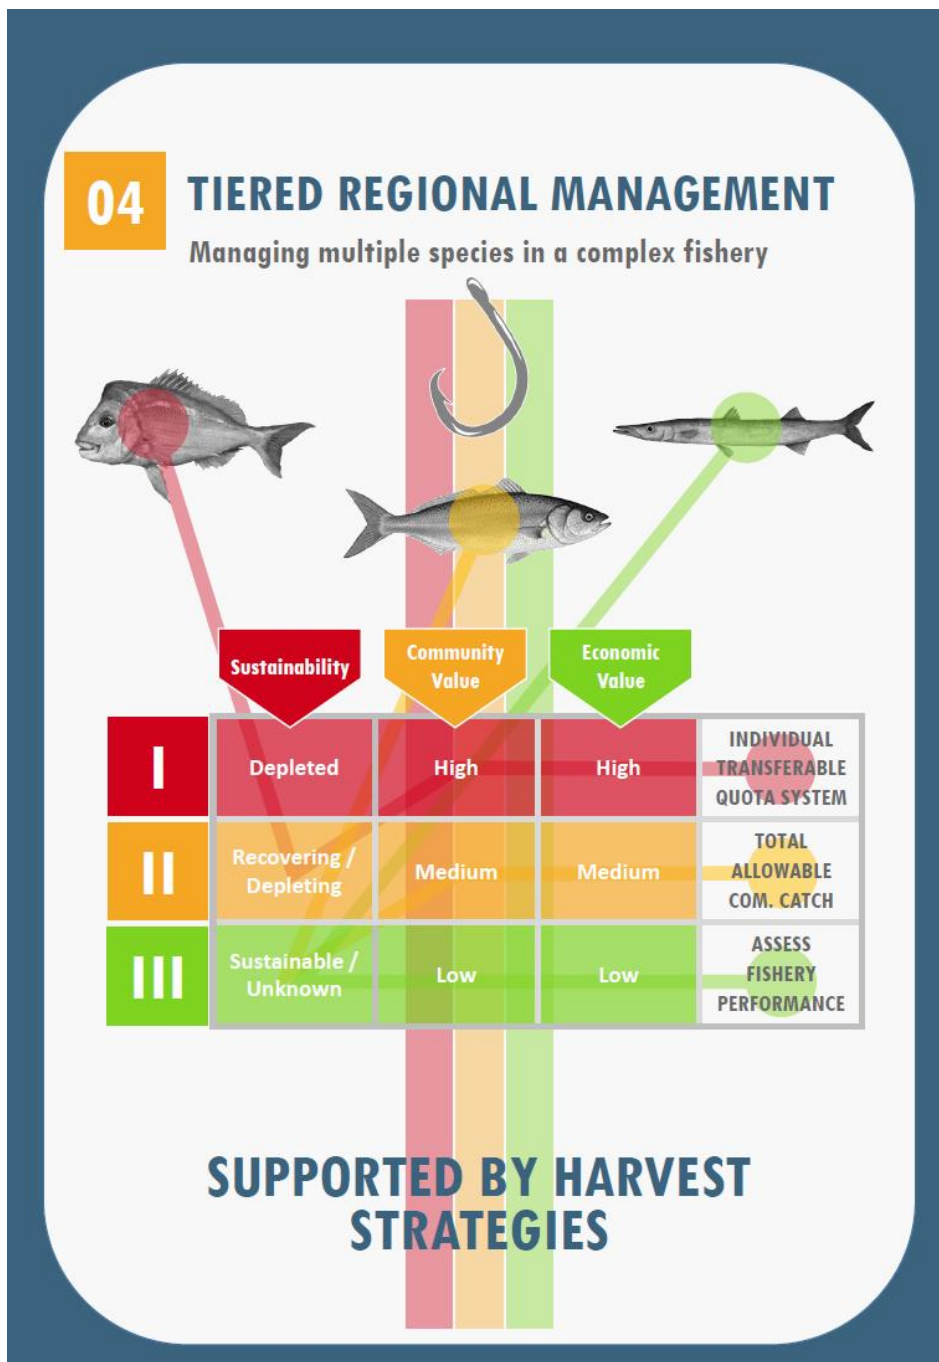 04
TIERED REGIONAL MANAGEMENT
Managing multiple species in a complex fishery
Sustainability
Community
Value
Economic
Value
I
Depleted
High
High
INDIVIDUAL
TRANSFERABLE
QUOTA SYSTEM
II
Recovering /
Depleting
Medium
Medium
TOTAL
ALLOWABLE
COM. CATCH
III
Sustainable /
Unknown
Low
Low
ASSESS
FISHERY
PERFORMANCE
SUPPORTED BY HARVEST
STRATEGIES